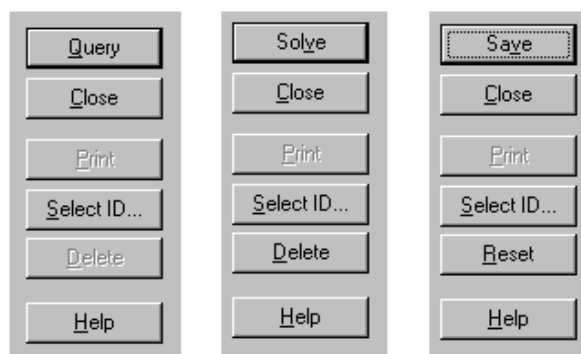 Query
Close
Print
Select ID...
Delete
Help
Solve
Close
Print
Select ID...
Delete
Help
Save
Close
Print
Select ID...
Reset
Help